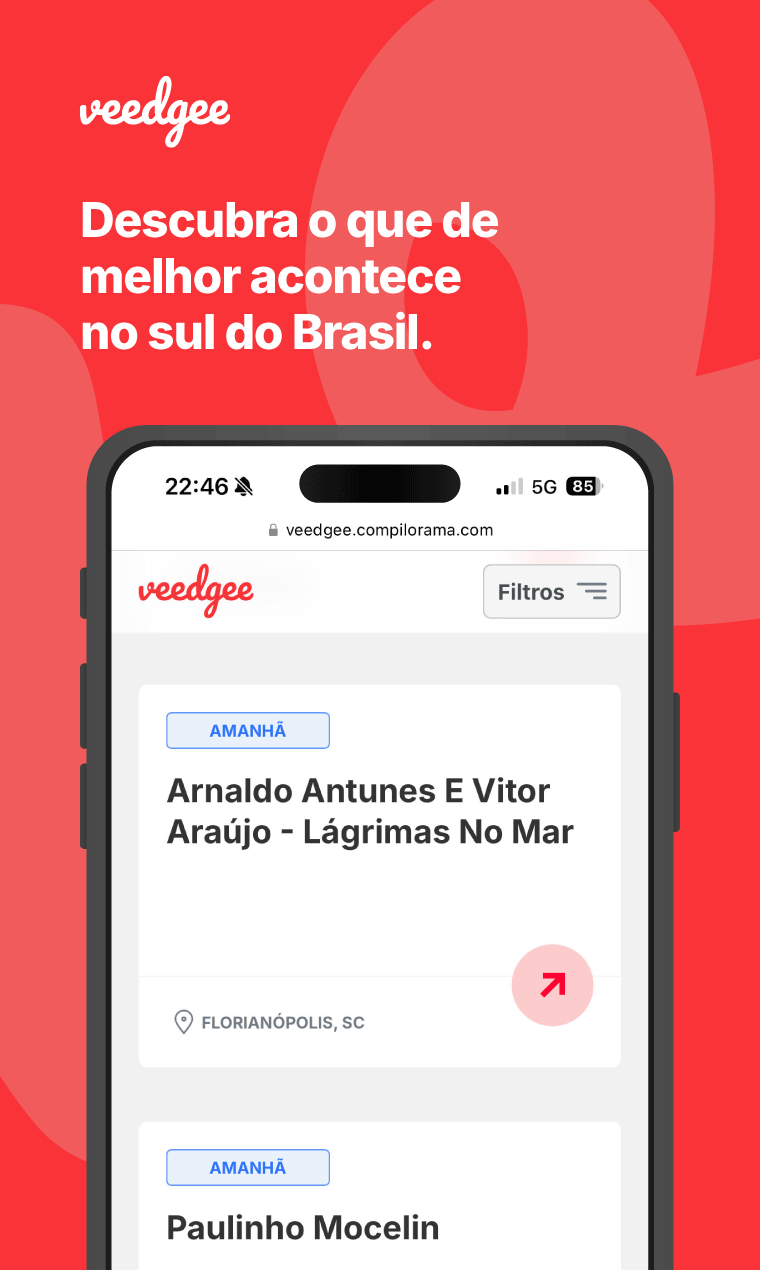 veedgee
Descubra o que de
melhor acontece
no sul do Brasil.
22:46
5G
85
veedgee.compilorama.com
veedgee
Filtros
AMANHÃ
Arnaldo Antunes E Vitor
Araújo - Lágrimas No Mar
FLORIANÓPOLIS, SC
AMANHÃ
Paulinho Mocelin